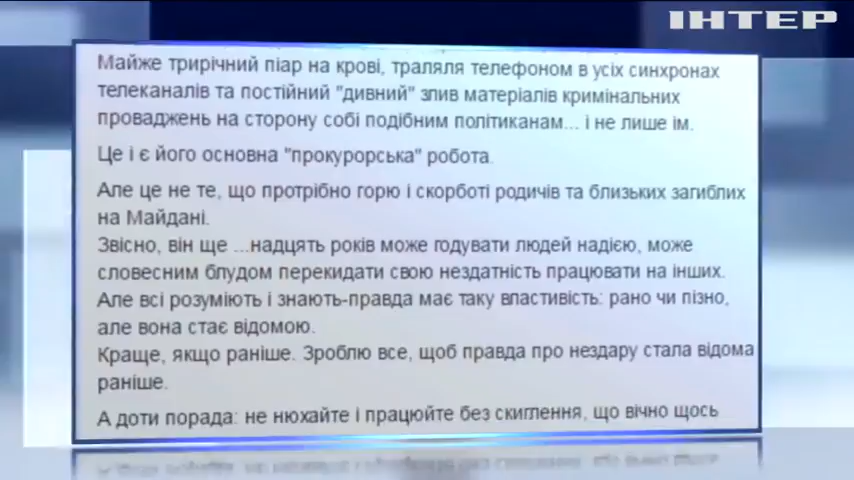 ІНТЕР
Майже трирічний піар на крові, траляля телефоном в усіх синхронах
телеканалів та постійний "дивний" злив матеріалів кримінальних
проваджень на сторону собі подібним політиканам... і не лише ім.
Це і є його основна "прокурорська" робота.
Але це не те, що протрібно горю і скорботі родичів та близьких загиблих
на Майдані.
Звісно, він ще ...надцять років може годувати людей надією, може
словесним блудом перекидати свою нездатність працювати на інших.
Але всі розуміють і знають-правда має таку властивість: рано чи пізно,
але вона стає відомою.
Краще, якщо раніше. Зроблю все, щоб правда про нездару стала відома
раніше.
А доти порада: не нюхайте і працюйте без скиглення, що вічно щось